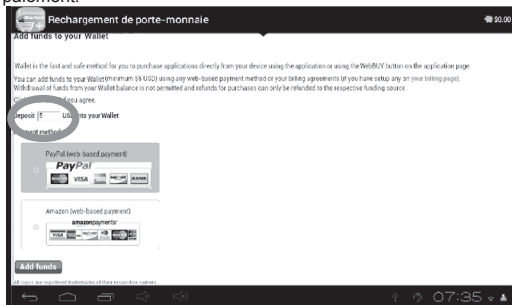 paiement.
Rechargement de porte-monnaie
$0.00
Add funds to your Wallet
Wallet is the fast and safe method for you to purchase applications directly from your device using the application or using the WebBUY button on the application page.
You can add funds to your Wallet(minimum $5 USD) using any web-based payment method or your billing agreements (if you have setup any on your billing page).
Withdrawal of funds from your Wallet balance is not permitted and refunds for purchases can only be refunded to the respective funding source.
you agree.
Deposit 5 USD into your Wallet
Payment method
PayPal (web-based payment)
PayPal
VISA DISCOVER BANK
Amazon (web-based payment)
amazonpayments
VISA
Add funds
All logos are registered trademarks all their respective owners
07:35